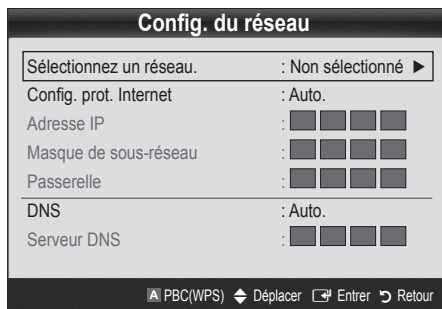 Config. du réseau
Sélectionnez un réseau. : Non sélectionné ►
Config. prot. Internet : Auto.
Adresse IP :
Masque de sous-réseau :
Passerelle :
DNS : Auto.
Serveur DNS :
A PBC(WPS) Déplacer Entrer Retour